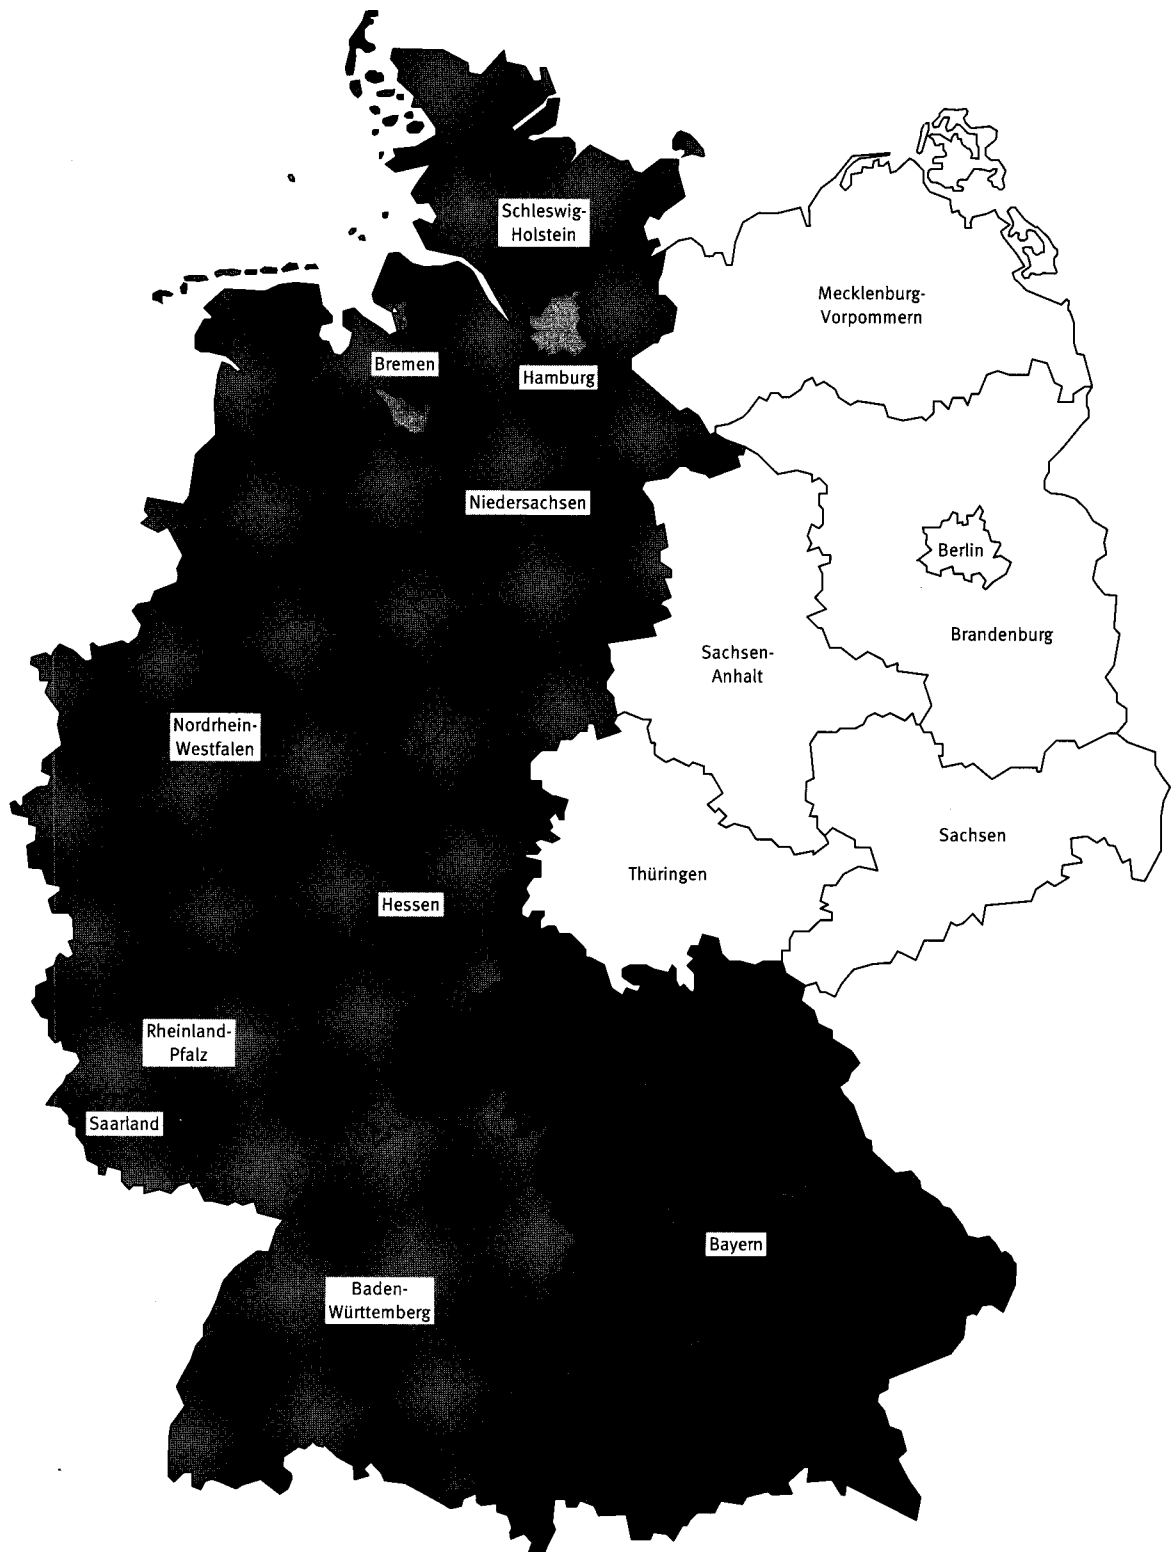 Schleswig-
Holstein
Mecklenburg-
Vorpommern
Bremen
Hamburg
Niedersachsen
Berlin
Brandenburg
Sachsen-
Anhalt
Nordrhein-
Westfalen
Sachsen
Thüringen
Hessen
Rheinland-
Pfalz
Saarland
Bayern
Baden-
Württemberg